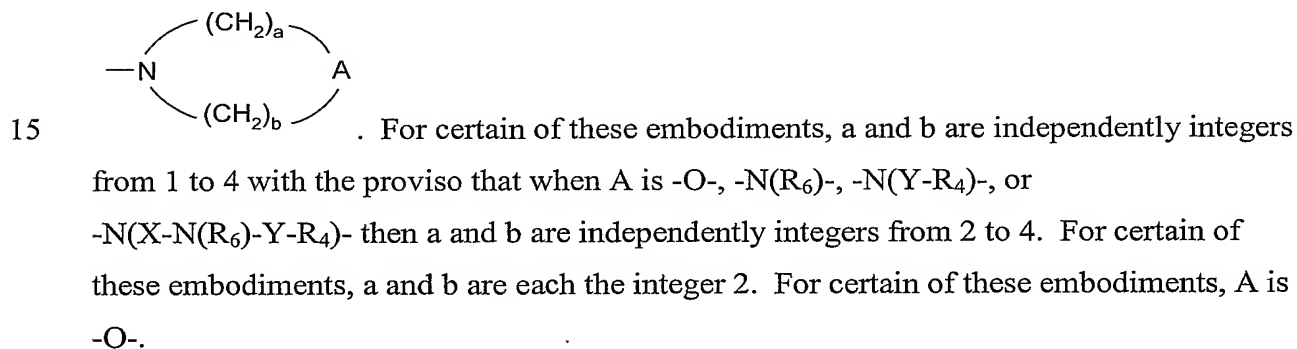 (CH2)a
—N A
(CH2)b
15 . For certain of these embodiments, a and b are independently integers
from 1 to 4 with the proviso that when A is -O-, -N(R6)-, -N(Y-R4)-, or
-N(X-N(R6)-Y-R4)- then a and b are independently integers from 2 to 4. For certain of
these embodiments, a and b are each the integer 2. For certain of these embodiments, A is
-O-.